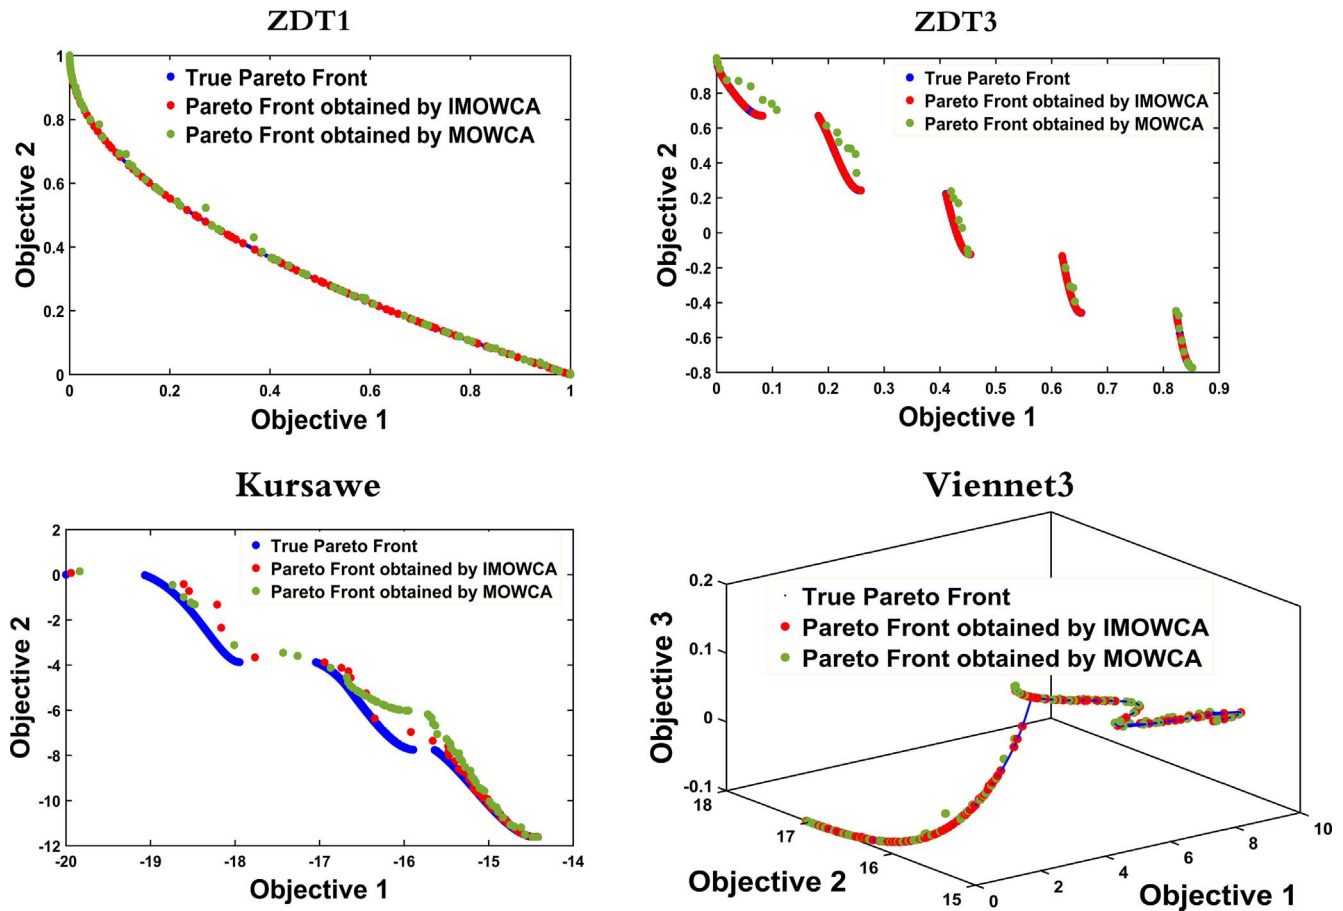 ZDT1
1
0.8
0.6
0.4
0.2
0
Objective 2
True Pareto Front
Pareto Front obtained by IMOWCA
Pareto Front obtained by MOWCA
0 0.2 0.4 0.6 0.8 1
Objective 1
ZDT3
0.8
0.6
0.4
0.2
0
-0.2
-0.4
-0.6
-0.8
Objective 2
True Pareto Front
Pareto Front obtained by IMOWCA
Pareto Front obtained by MOWCA
0 0.1 0.2 0.3 0.4 0.5 0.6 0.7 0.8 0.9
Objective 1
Kursawe
2
0
-2
-4
-6
-8
-10
-12
Objective 2
True Pareto Front
Pareto Front obtained by IMOWCA
Pareto Front obtained by MOWCA
-20 -19 -18 -17 -16 -15 -14
Objective 1
Viennet3
0.2
0.1
0
-0.1
Objective 3
True Pareto Front
Pareto Front obtained by IMOWCA
Pareto Front obtained by MOWCA
18
17
16
15
Objective 2
0
2
4
6
8
10
Objective 1